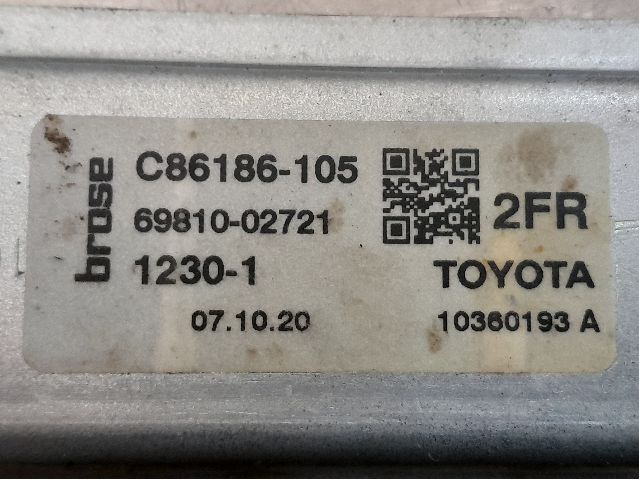 brose
C86186-105
69810-02721
1230-1
07.10.20
2FR
TOYOTA
10360193 A